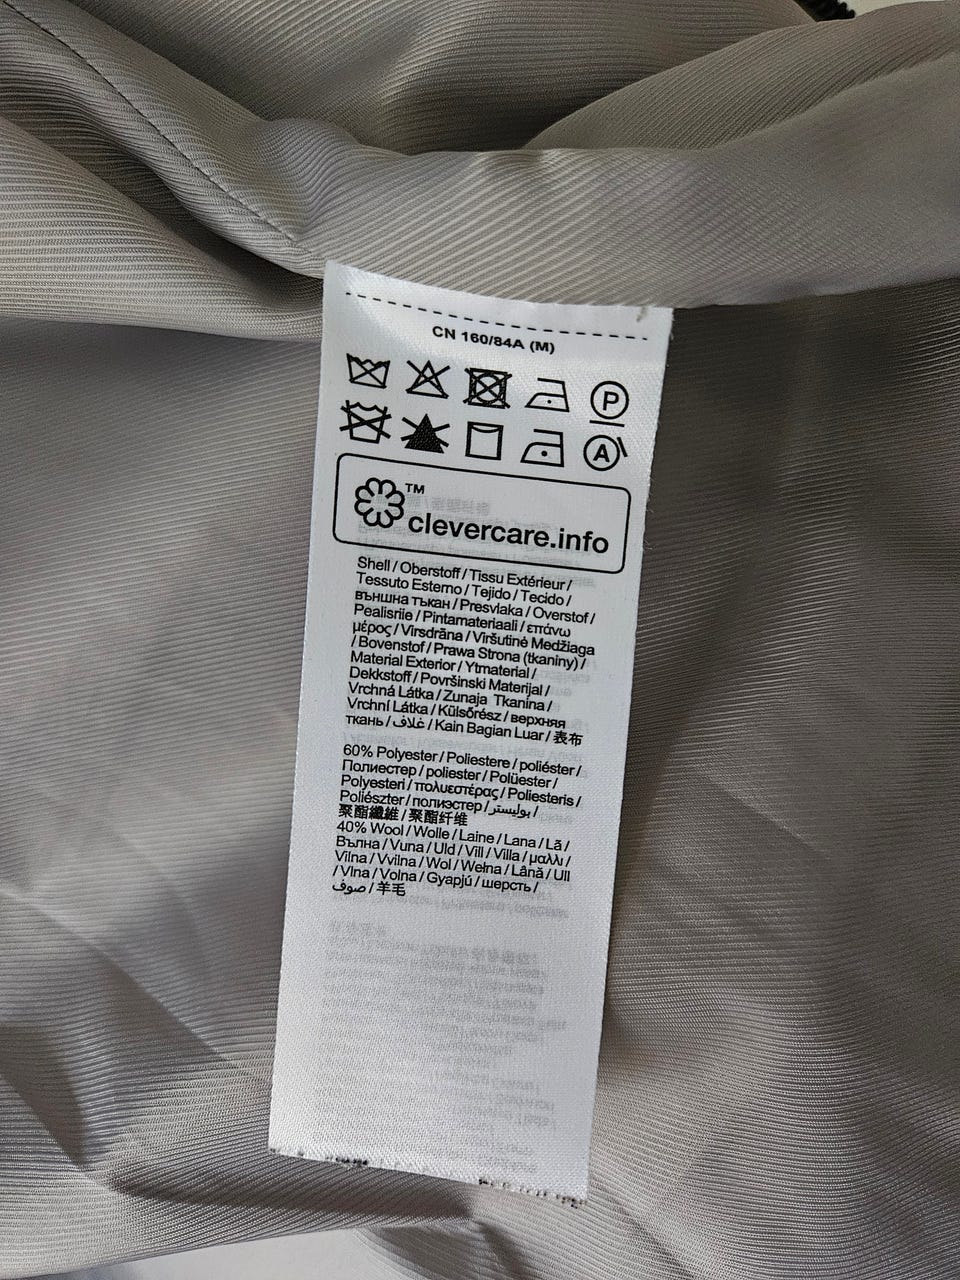 CN 160/84A (M)
P
A
™
clevercare.info
Shell / Oberstoff / Tissu Extérieur /
Tessuto Esterno / Tejido / Tecido /
външна тъкан / Presvlaka / Overstof /
Pealisriie / Pintamateriaali / επάνω
μέρος / Virsdrāna / Viršutinė Medžiaga
/ Bovenstof / Prawa Strona (tkaniny) /
Material Exterior / Ytmaterial /
Dekkstoff / Površinski Materijal /
Vrchná Látka / Zunaja Tkanina /
Vrchní Látka / Külsőrész / верхняя
ткань / غلاف / Kain Bagian Luar / 表布
60% Polyester / Poliestere / poliéster /
Полиестер / poliester / Polüester /
Polyesteri / πολυεστέρας / Poliesteris /
Poliészter / полиэстер / بوليستر /
聚酯纖維 / 聚酯纤维
40% Wool / Wolle / Laine / Lana / Lã /
Вълна / Vuna / Uld / Vill / Villa / μαλλι /
Vilna / Vvilna / Wol / Wełna / Lână / Ull
/ Vlna / Volna / Gyapjú / шерсть /
صوف / 羊毛